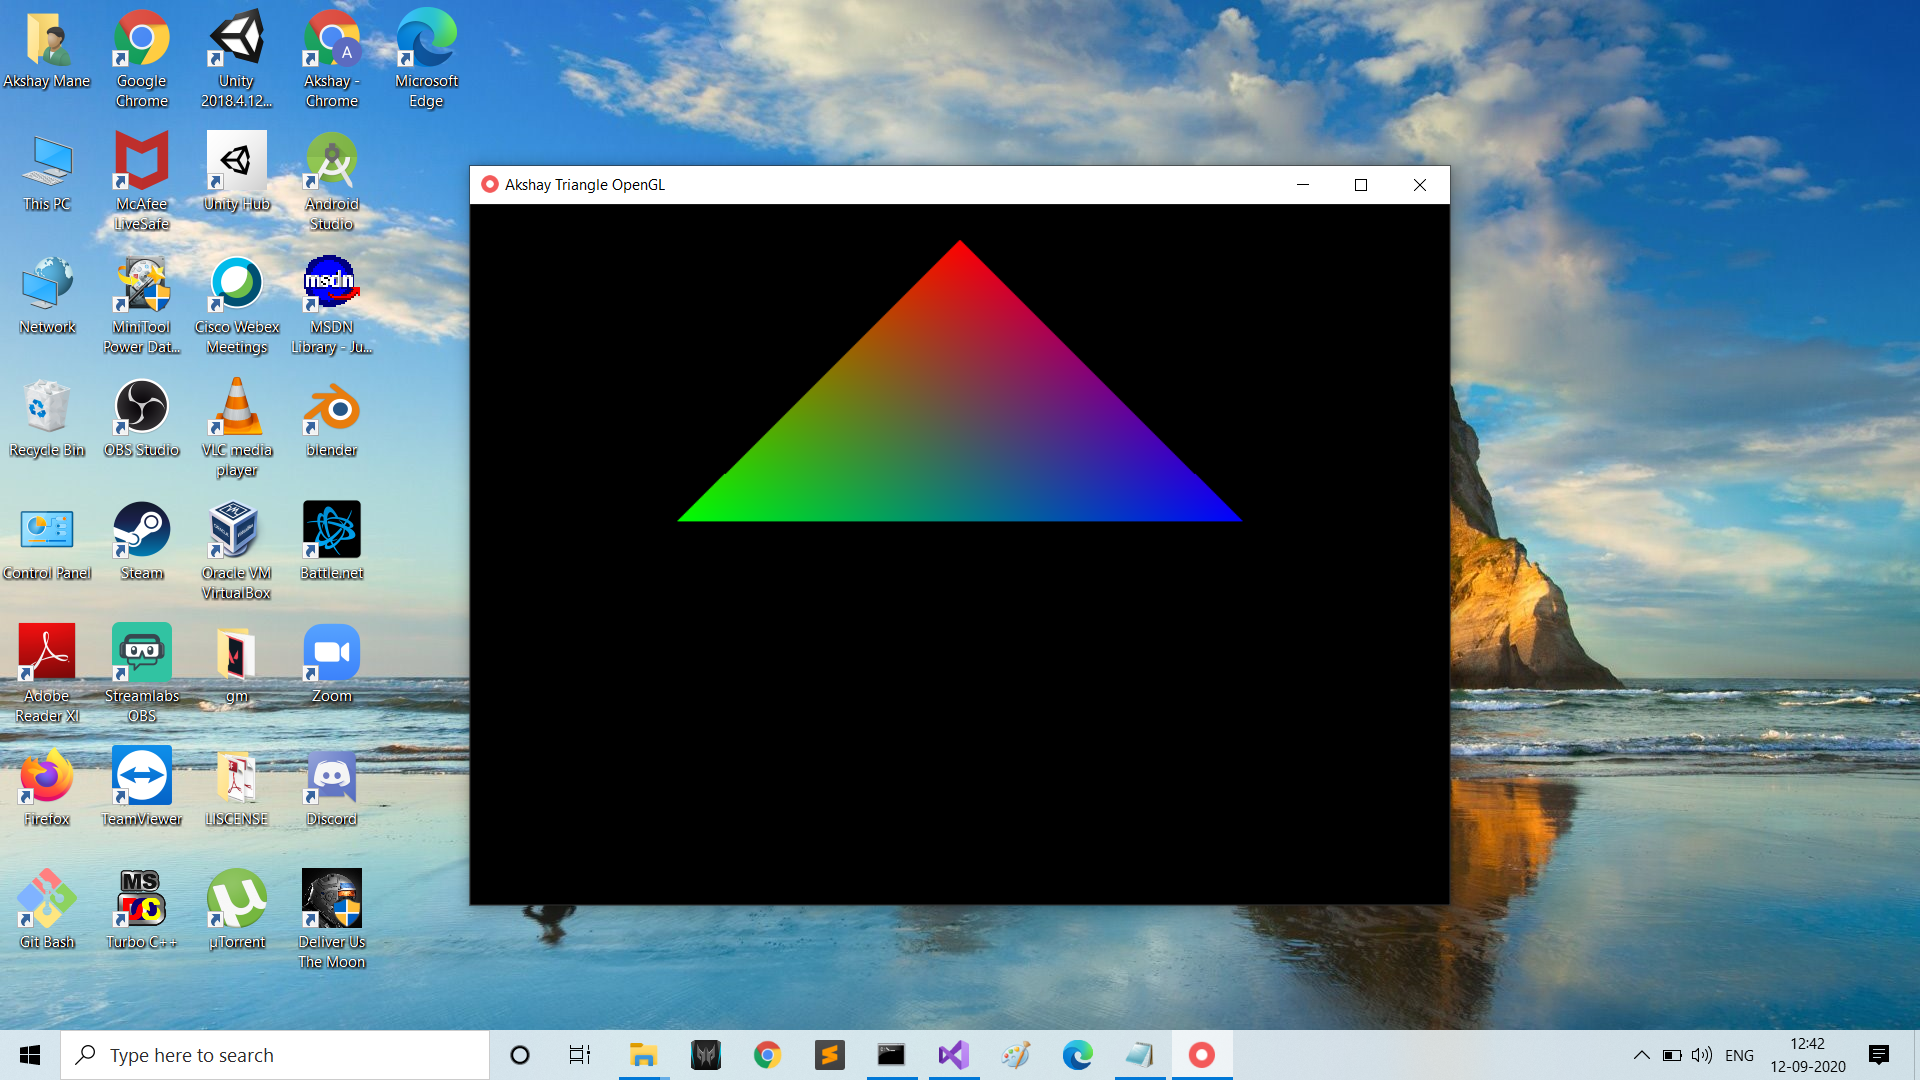 Akshay Mane
Google
Chrome
Unity
2018.4.12...
A
Akshay -
Chrome
Microsoft
Edge
This PC
McAfee
LiveSafe
Unity Hub
Android
Studio
Network
MiniTool
Power Dat...
Cisco Webex
Meetings
msdn
MSDN
Library - Ju...
Recycle Bin
OBS Studio
VLC media
player
blender
Control Panel
Steam
Oracle VM
VirtualBox
Battle.net
Adobe
Reader XI
Streamlabs
OBS
gm
Zoom
Firefox
TeamViewer
LISCENSE
Discord
Git Bash
MS
Turbo C++
µTorrent
Deliver Us
The Moon
Akshay Triangle OpenGL
Type here to search
ENG
12:42
12-09-2020